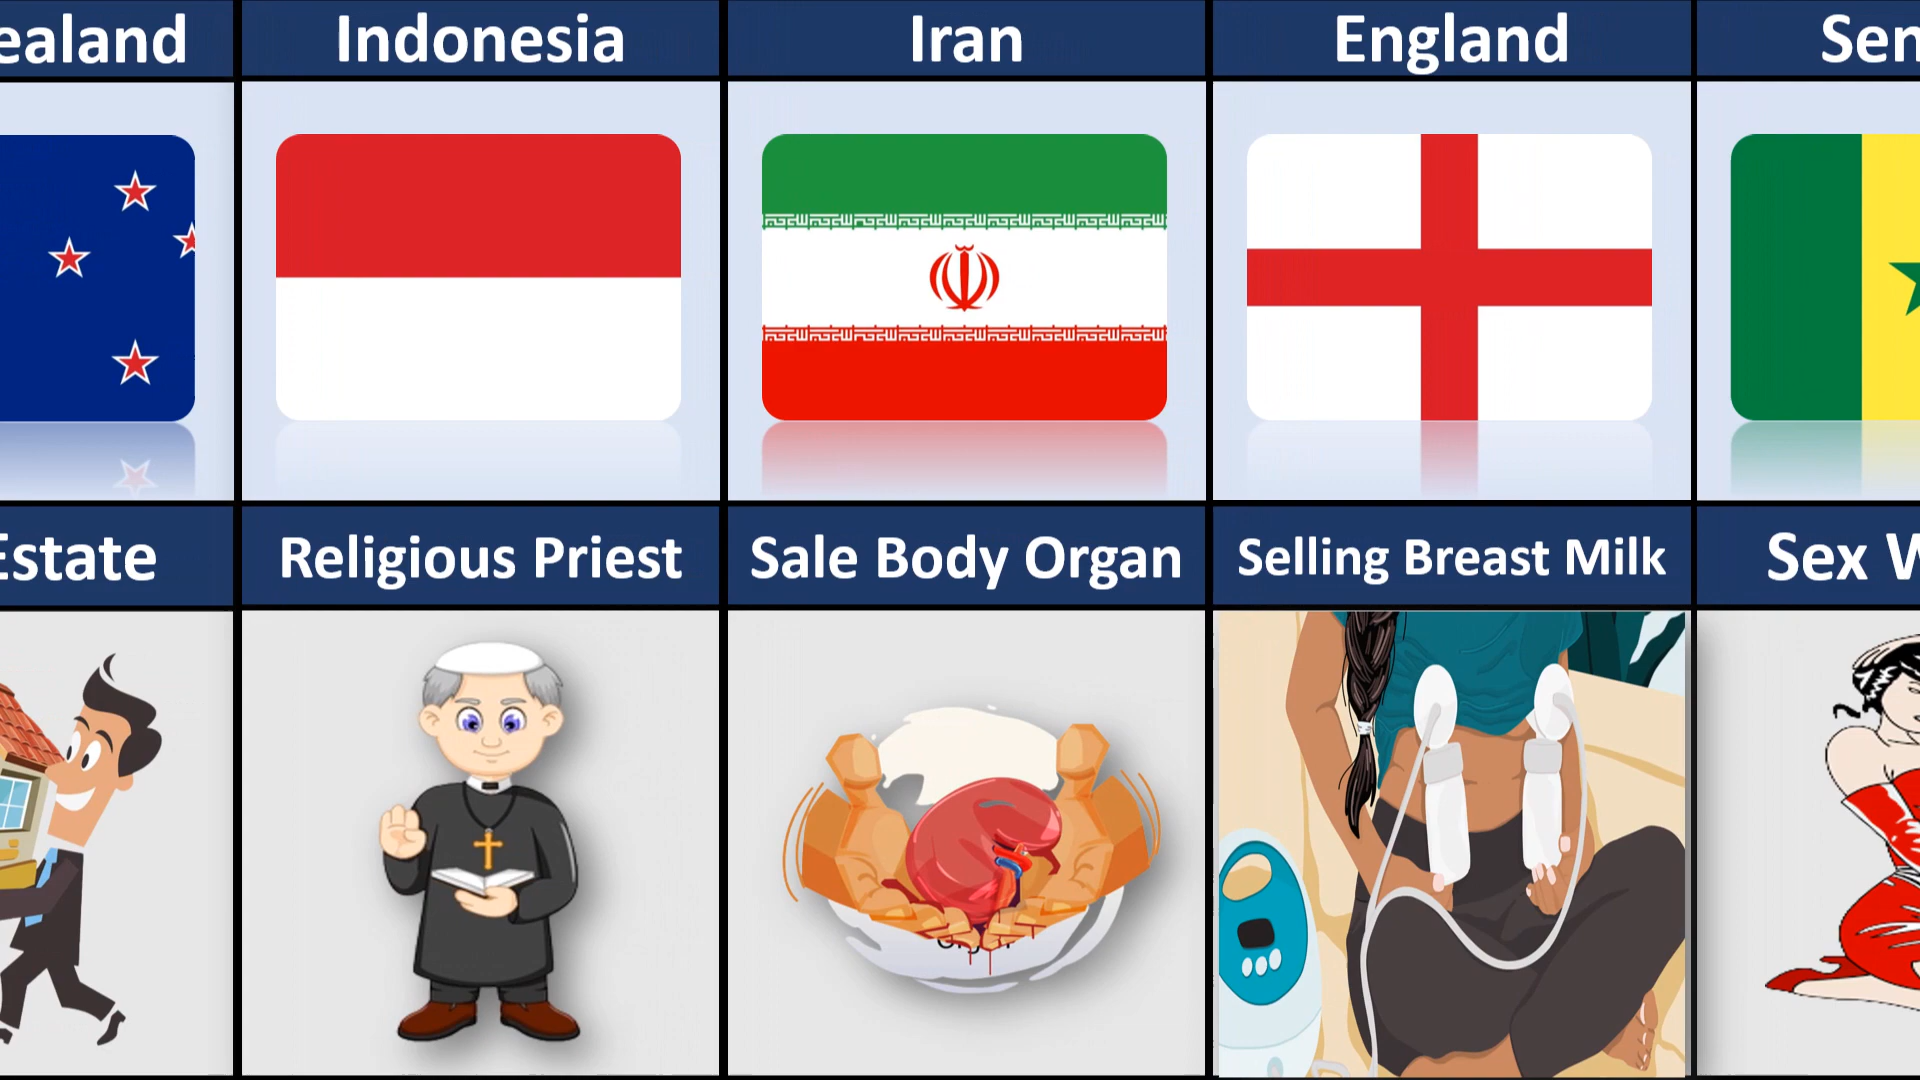 ealand
Indonesia
Iran
England
Sen
Estate
Religious Priest
Sale Body Organ
Selling Breast Milk
Sex W